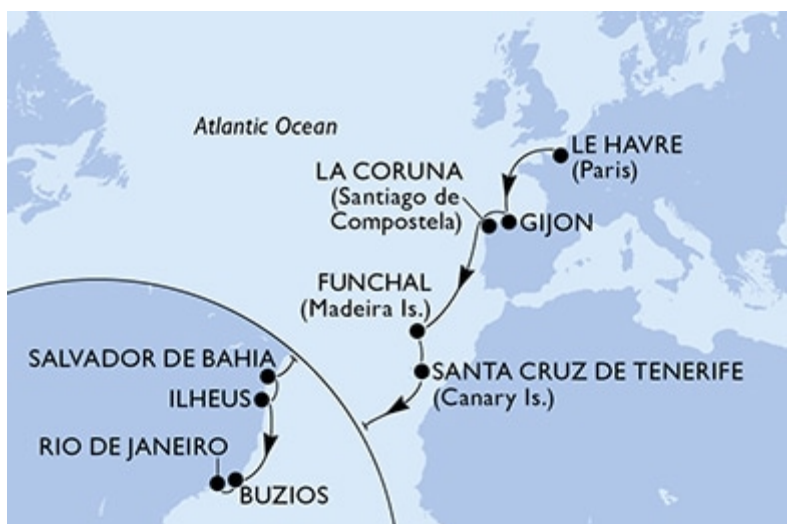 Atlantic Ocean
LE HAVRE
(Paris)
LA CORUNA
(Santiago de
Compostela)
GIJON
FUNCHAL
(Madeira Is.)
SANTA CRUZ DE TENERIFE
(Canary Is.)
SALVADOR DE BAHIA
ILHEUS
RIO DE JANEIRO
BUZIOS